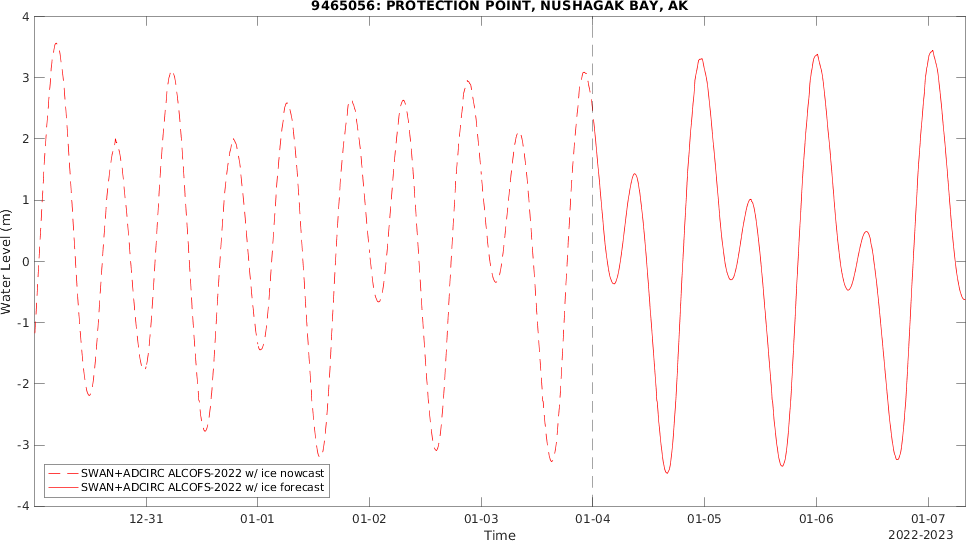 9465056: PROTECTION POINT, NUSHAGAK BAY, AK
4
3
2
1
0
-1
-2
-3
-4
Water Level (m)
SWAN+ADCIRC ALCOFS-2022 w/ ice nowcast
SWAN+ADCIRC ALCOFS-2022 w/ ice forecast
12-31 01-01 01-02 01-03 01-04 01-05 01-06 01-07
Time
2022-2023